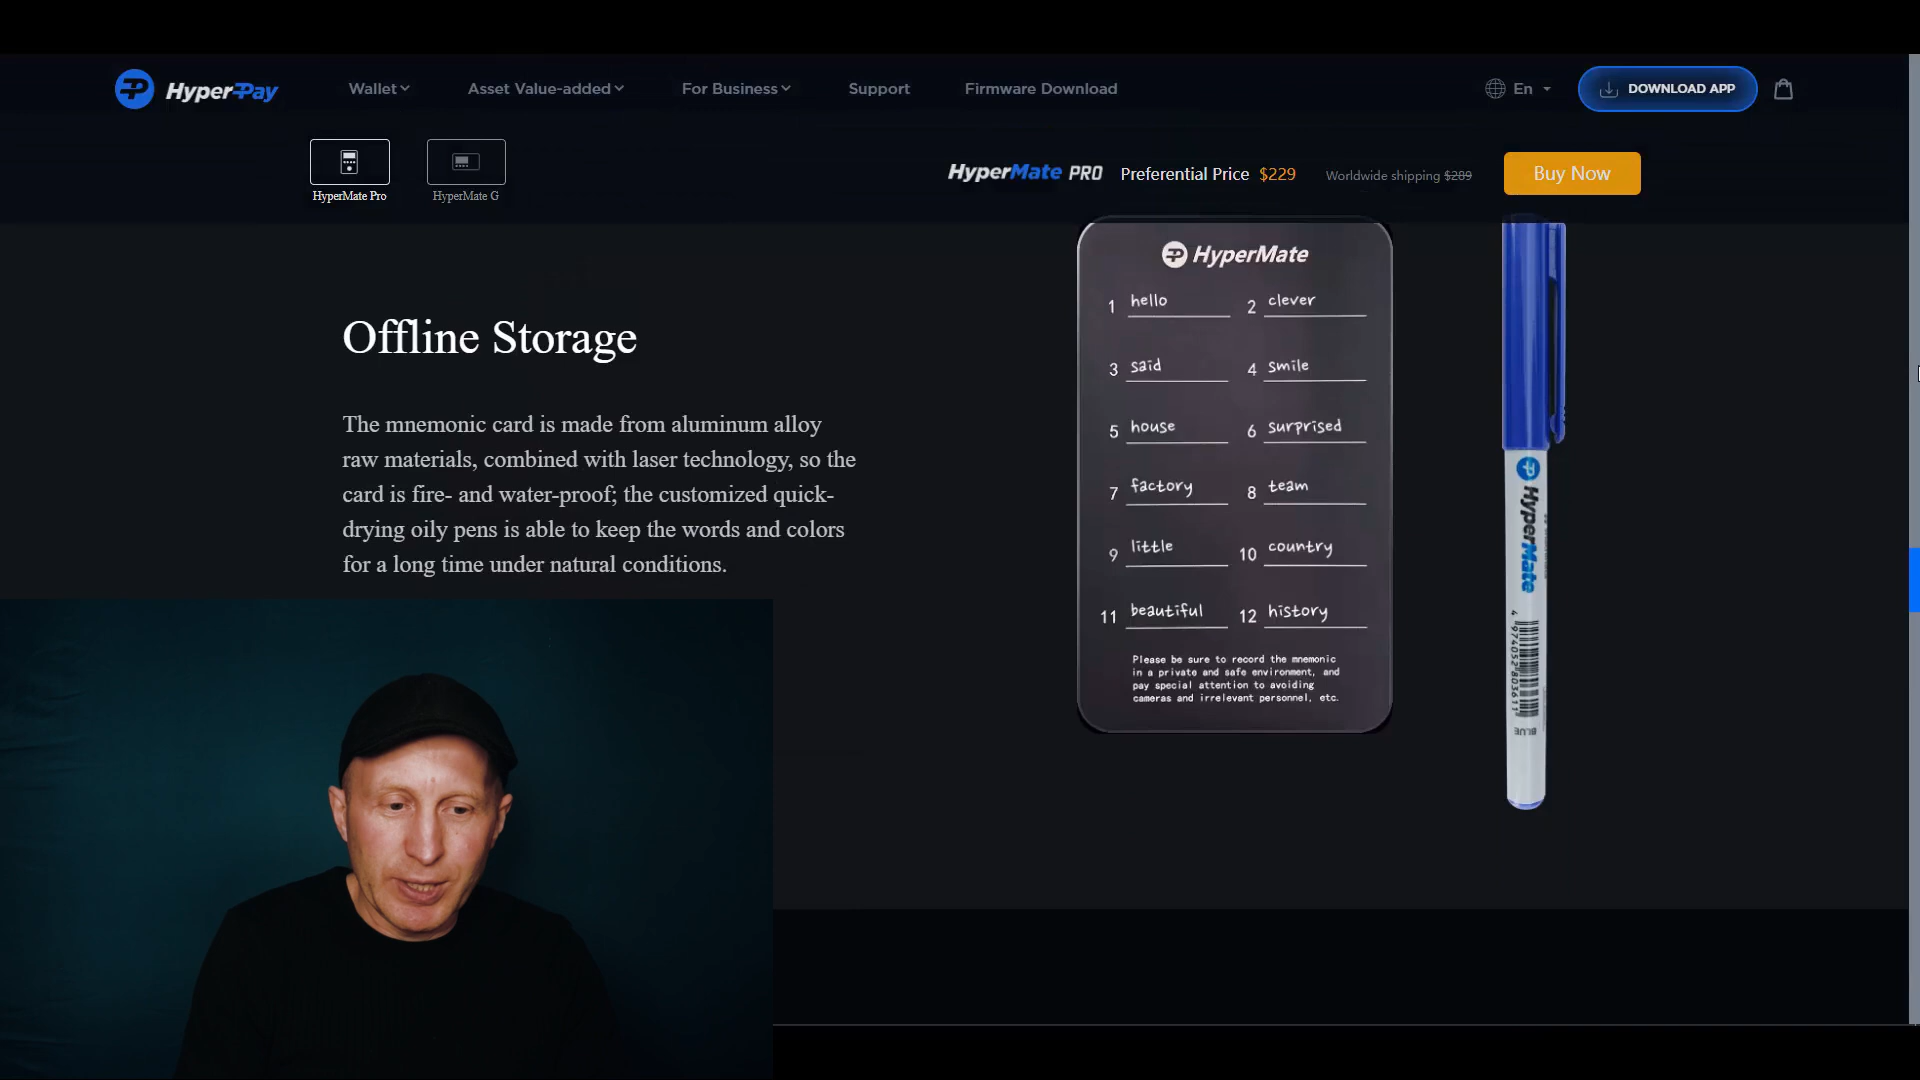 HyperPay
Wallet
Asset Value-added
For Business
Support
Firmware Download
En
DOWNLOAD APP
HyperMate Pro
HyperMate G
HyperMate PRO
Preferential Price $229
Worldwide shipping $289
Buy Now
Offline Storage
The mnemonic card is made from aluminum alloy
raw materials, combined with laser technology, so the
card is fire- and water-proof; the customized quick-
drying oily pens is able to keep the words and colors
for a long time under natural conditions.
HyperMate
1 hello 2 clever
3 said 4 smile
5 house 6 surprised
7 factory 8 team
9 little 10 country
11 beautiful 12 history
Please be sure to record the mnemonic
in a private and safe environment, and
pay special attention to avoiding
cameras and irrelevant personnel, etc.
HyperMate
4 974052 803611
BLUE